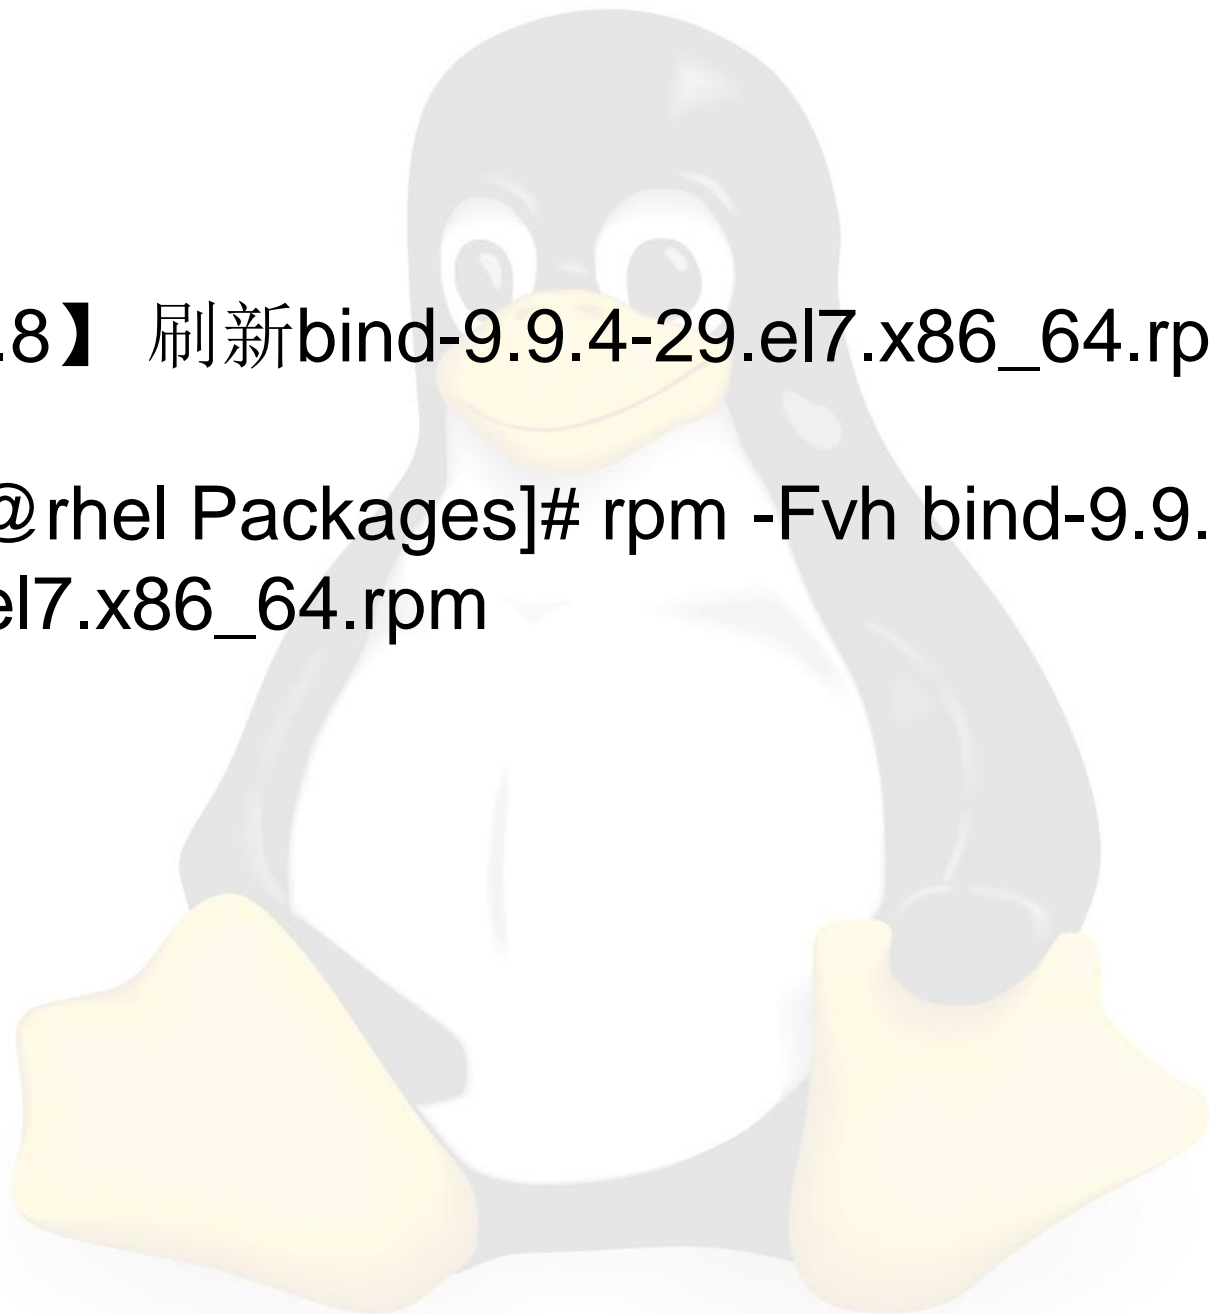 .8】 刷新bind-9.9.4-29.el7.x86_64.rp
@rhel Packages]# rpm -Fvh bind-9.9.
el7.x86_64.rpm